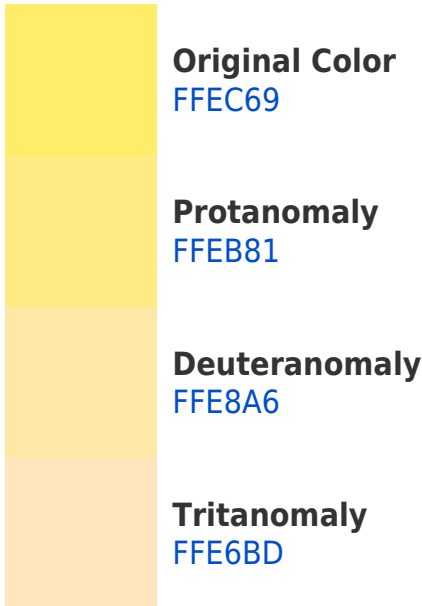 Original Color
FFEC69
Protanomaly
FFEB81
Deuteranomaly
FFE8A6
Tritanomaly
FFE6BD